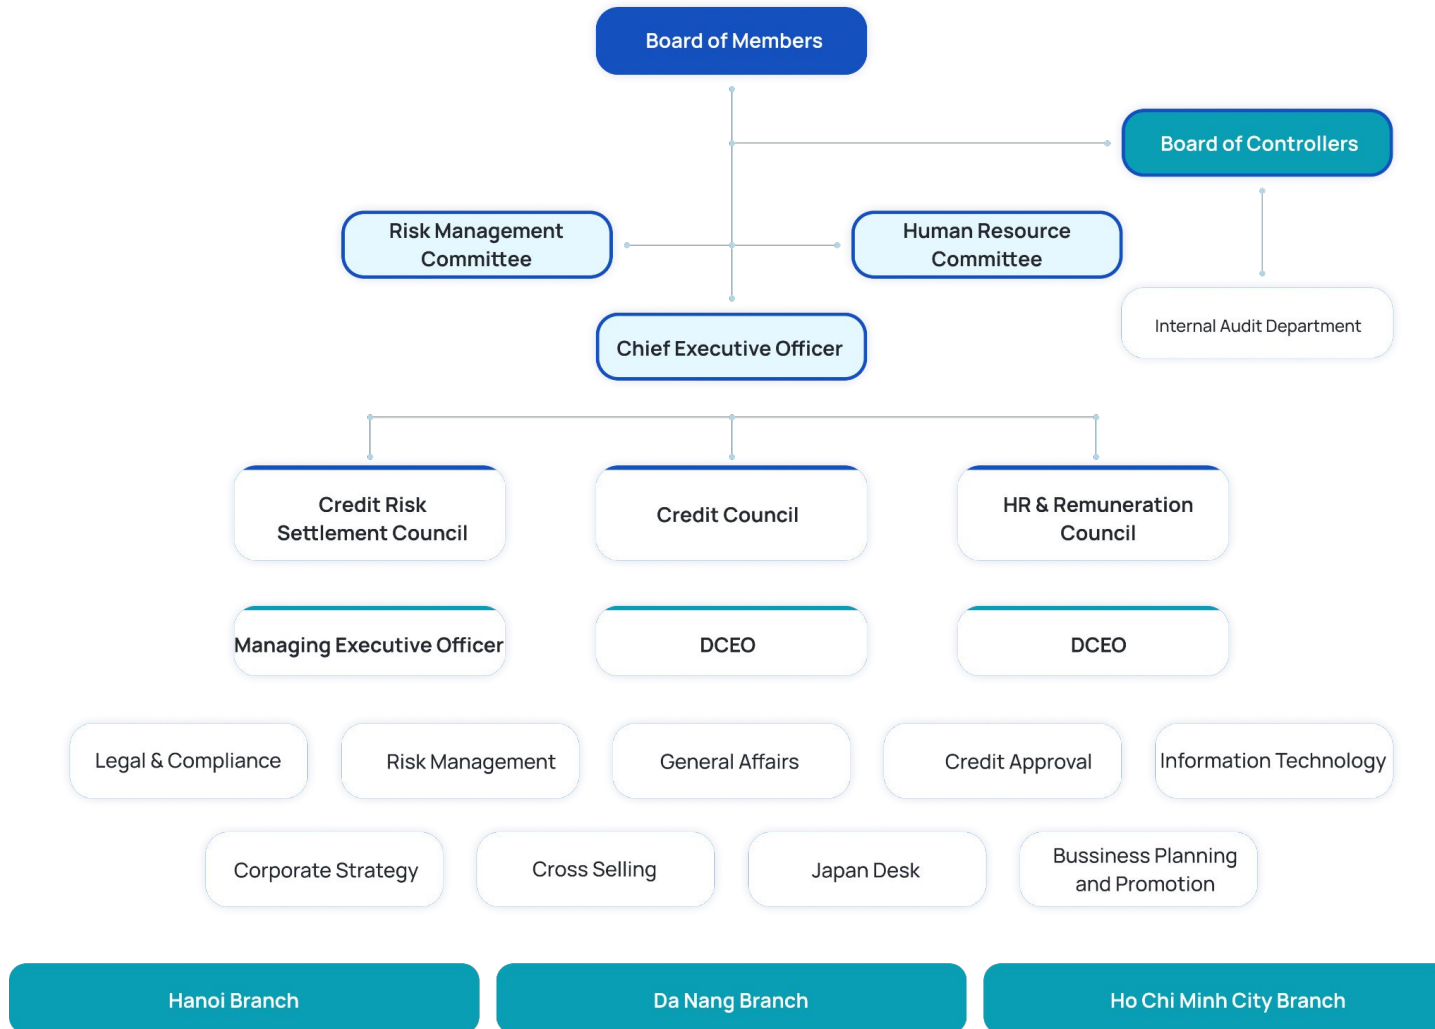 Board of Members
Board of Controllers
Risk Management
Committee
Human Resource
Committee
Internal Audit Department
Chief Executive Officer
Credit Risk
Settlement Council
Credit Council
HR & Remuneration
Council
Managing Executive Officer
DCEO
DCEO
Legal & Compliance
Risk Management
General Affairs
Credit Approval
Information Technology
Corporate Strategy
Cross Selling
Japan Desk
Bussiness Planning
and Promotion
Hanoi Branch
Da Nang Branch
Ho Chi Minh City Branch